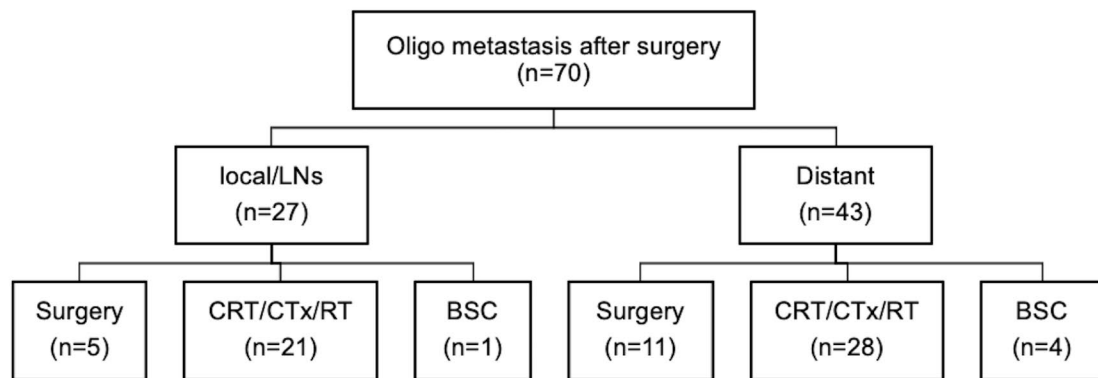 Oligo metastasis after surgery
(n=70)
local/LNs
(n=27)
Distant
(n=43)
Surgery
(n=5)
CRT/CTx/RT
(n=21)
BSC
(n=1)
Surgery
(n=11)
CRT/CTx/RT
(n=28)
BSC
(n=4)